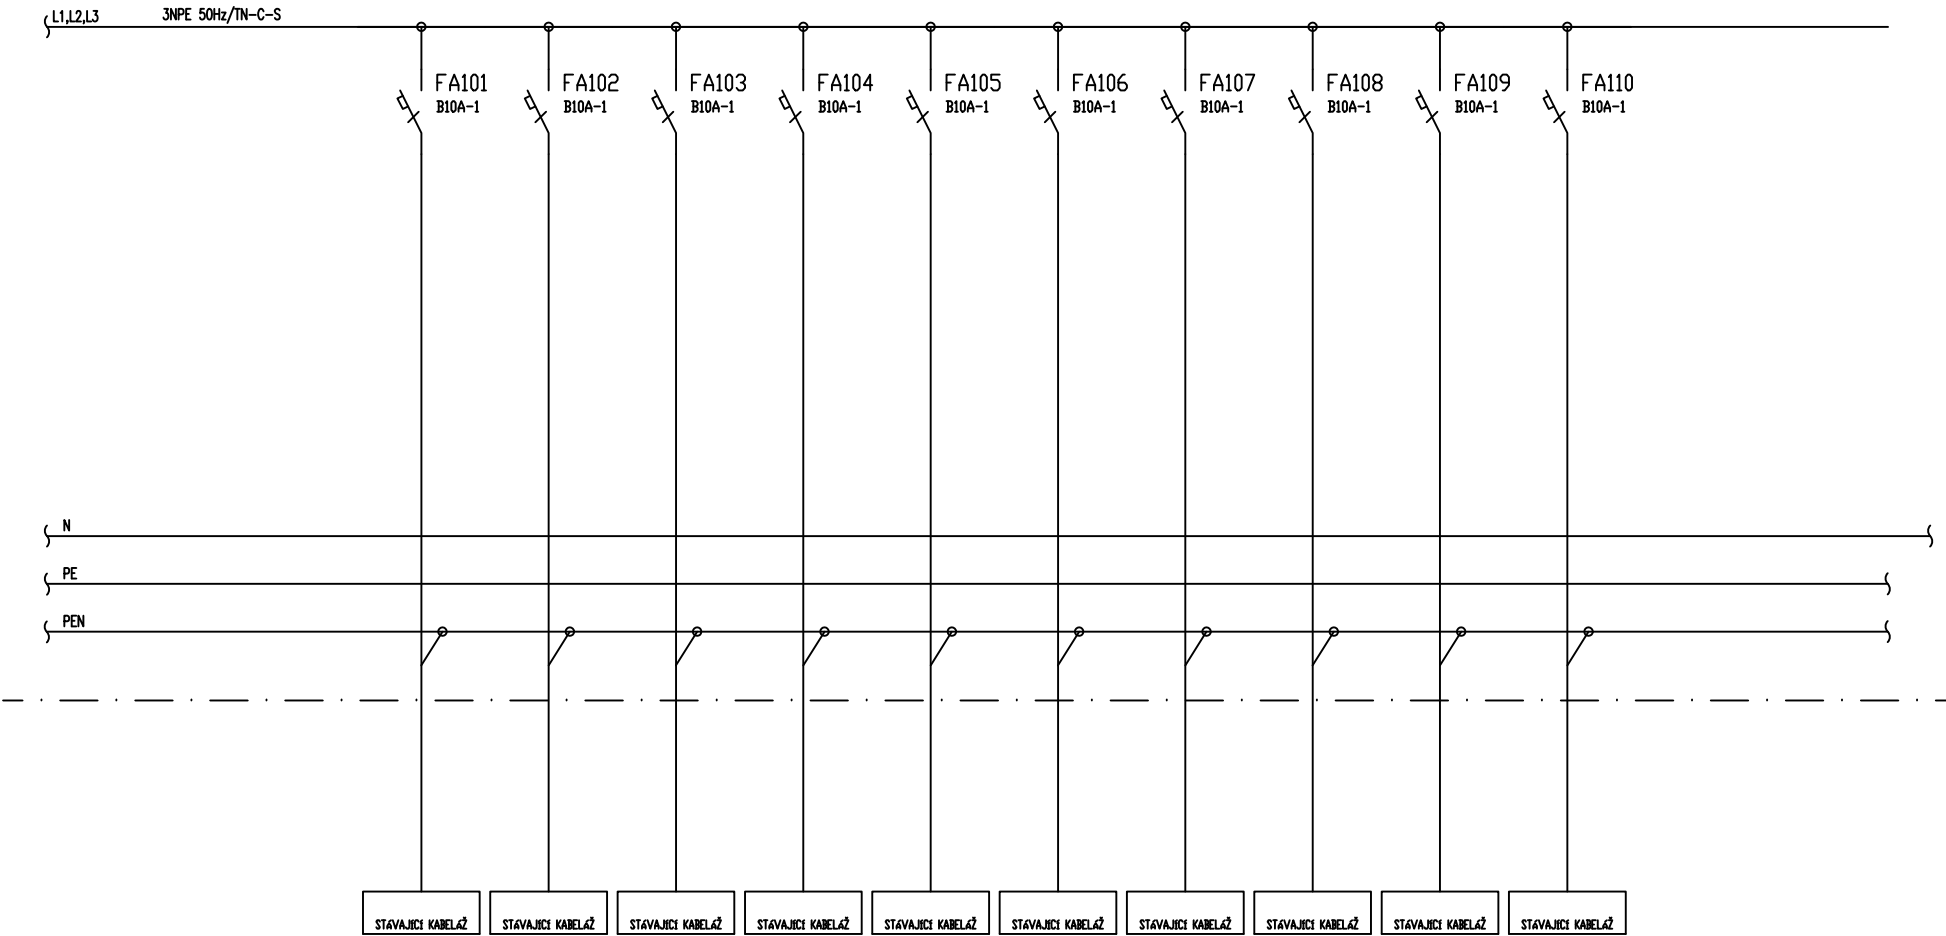 L1,L2,L3 3NPE 50Hz/TN-C-S
FA101 FA102 FA103 FA104 FA105 FA106 FA107 FA108 FA109 FA110
B10A-1 B10A-1 B10A-1 B10A-1 B10A-1 B10A-1 B10A-1 B10A-1 B10A-1 B10A-1
N
PE
PEN
STÁVAJÍCÍ KABELÁŽ STÁVAJÍCÍ KABELÁŽ STÁVAJÍCÍ KABELÁŽ STÁVAJÍCÍ KABELÁŽ STÁVAJÍCÍ KABELÁŽ STÁVAJÍCÍ KABELÁŽ STÁVAJÍCÍ KABELÁŽ STÁVAJÍCÍ KABELÁŽ STÁVAJÍCÍ KABELÁŽ STÁVAJÍCÍ KABELÁŽ